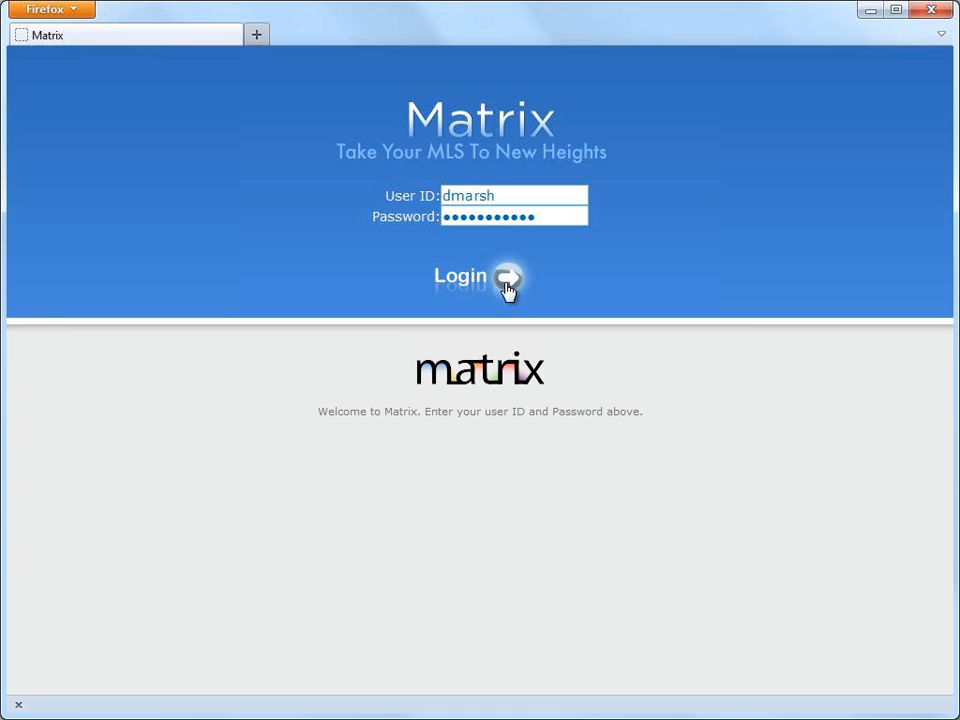 Firefox
Matrix
Matrix
Take Your MLS To New Heights
User ID: dmarsh
Password: •••••••••••
Login
matrix
Welcome to Matrix. Enter your user ID and Password above.